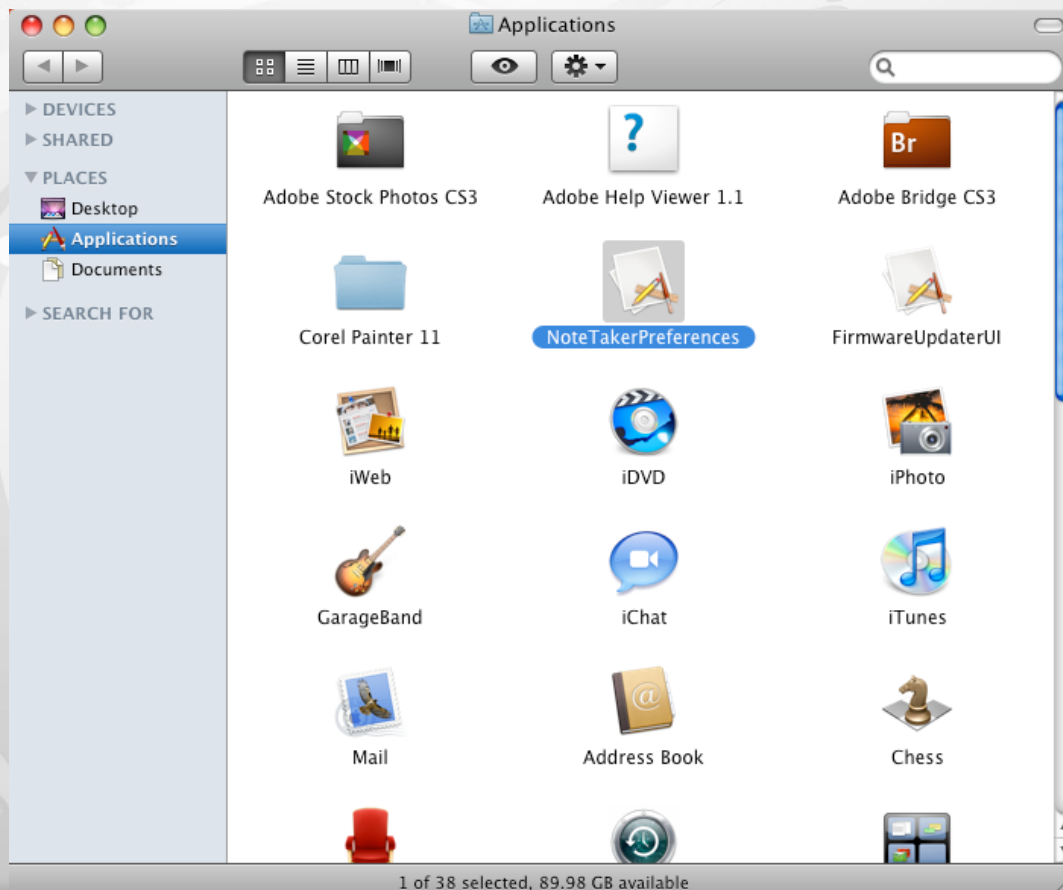 Applications
DEVICES
SHARED
PLACES
Desktop
Applications
Documents
SEARCH FOR
?
Br
Adobe Stock Photos CS3 Adobe Help Viewer 1.1 Adobe Bridge CS3
Corel Painter 11 NoteTakerPreferences FirmwareUpdaterUI
iWeb iDVD iPhoto
GarageBand iChat iTunes
@
Mail Address Book Chess
1 of 38 selected, 89.98 GB available